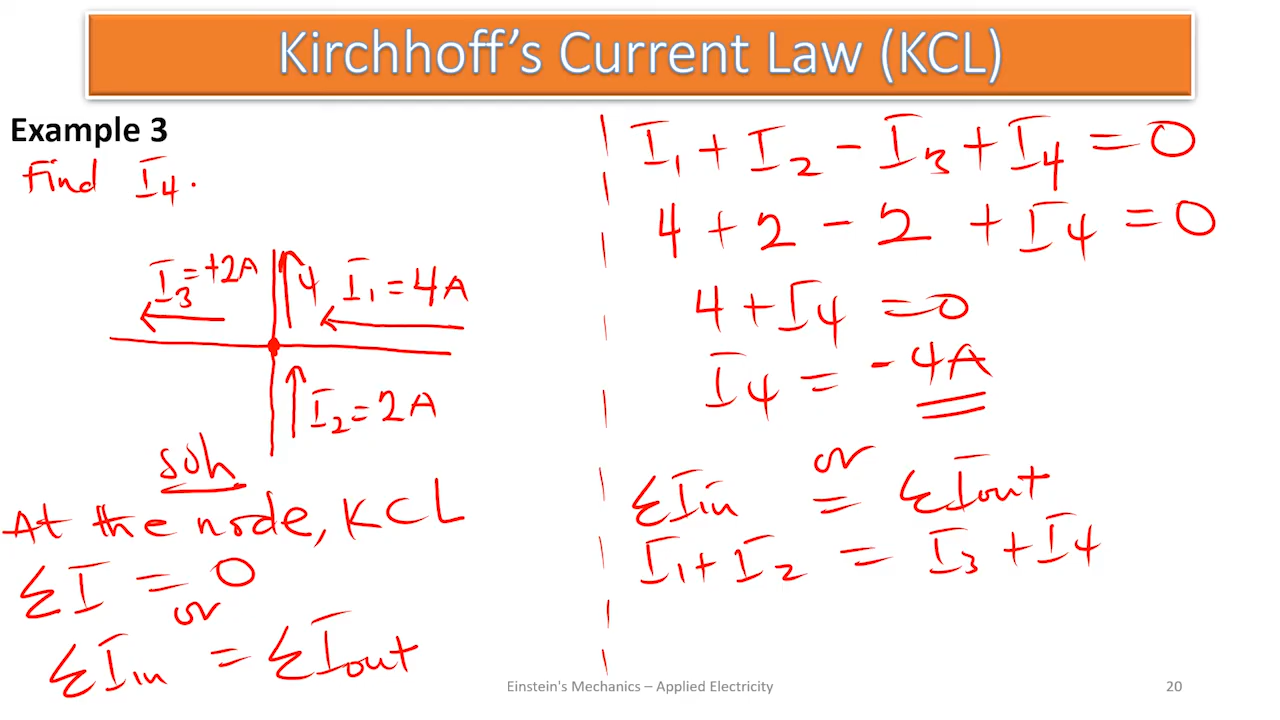 Kirchhoff's Current Law (KCL)
Example 3
Find I₄.
I₃ = +2A
4
I₁ = 4A
I₂ = 2A
Soln
At the node, KCL
ΣI = 0
or
ΣIin = ΣIout
I₁ + I₂ - I₃ + I₄ = 0
4 + 2 - 2 + I₄ = 0
4 + I₄ = 0
I₄ = -4A
or
ΣIin = ΣIout
I₁ + I₂ = I₃ + I₄
Einstein's Mechanics – Applied Electricity
20